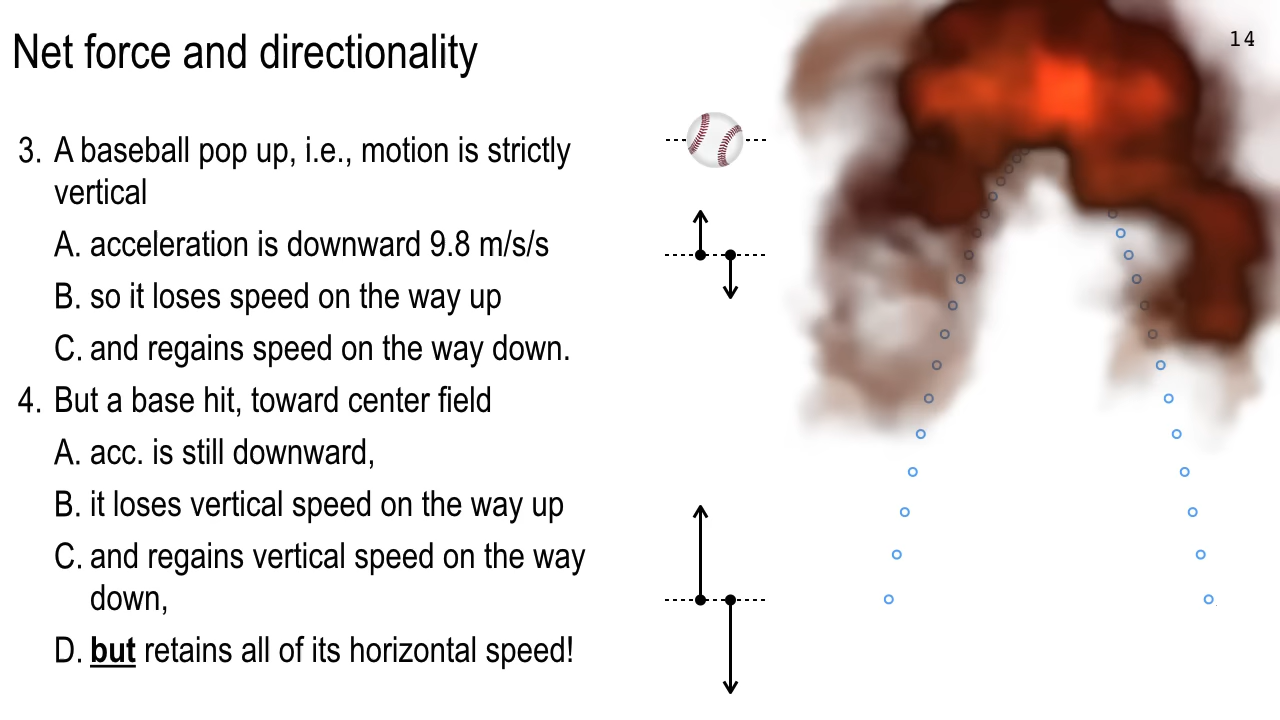 Net force and directionality
14
3. A baseball pop up, i.e., motion is strictly
vertical
A. acceleration is downward 9.8 m/s/s
B. so it loses speed on the way up
C. and regains speed on the way down.
4. But a base hit, toward center field
A. acc. is still downward,
B. it loses vertical speed on the way up
C. and regains vertical speed on the way
down,
D. but retains all of its horizontal speed!